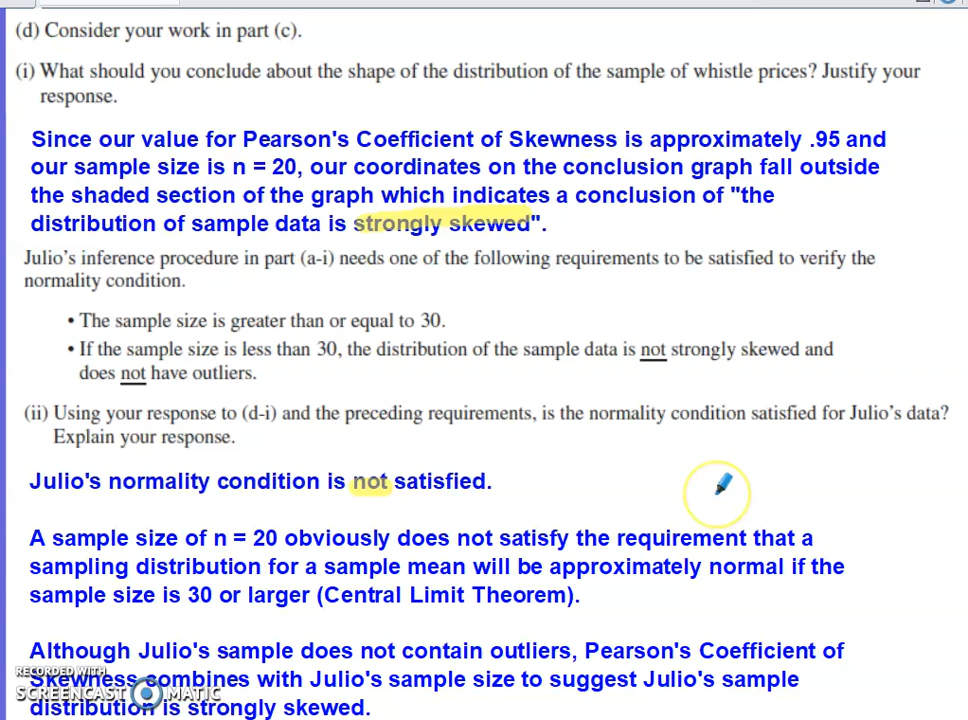 (d) Consider your work in part (c).
(i) What should you conclude about the shape of the distribution of the sample of whistle prices? Justify your
response.
Since our value for Pearson's Coefficient of Skewness is approximately .95 and
our sample size is n = 20, our coordinates on the conclusion graph fall outside
the shaded section of the graph which indicates a conclusion of "the
distribution of sample data is strongly skewed".
Julio's inference procedure in part (a-i) needs one of the following requirements to be satisfied to verify the
normality condition.
• The sample size is greater than or equal to 30.
• If the sample size is less than 30, the distribution of the sample data is not strongly skewed and
does not have outliers.
(ii) Using your response to (d-i) and the preceding requirements, is the normality condition satisfied for Julio's data?
Explain your response.
Julio's normality condition is not satisfied.
A sample size of n = 20 obviously does not satisfy the requirement that a
sampling distribution for a sample mean will be approximately normal if the
sample size is 30 or larger (Central Limit Theorem).
Although Julio's sample does not contain outliers, Pearson's Coefficient of
Skewness combines with Julio's sample size to suggest Julio's sample
distribution is strongly skewed.
RECORDED WITH
SCREENCAST MATIC